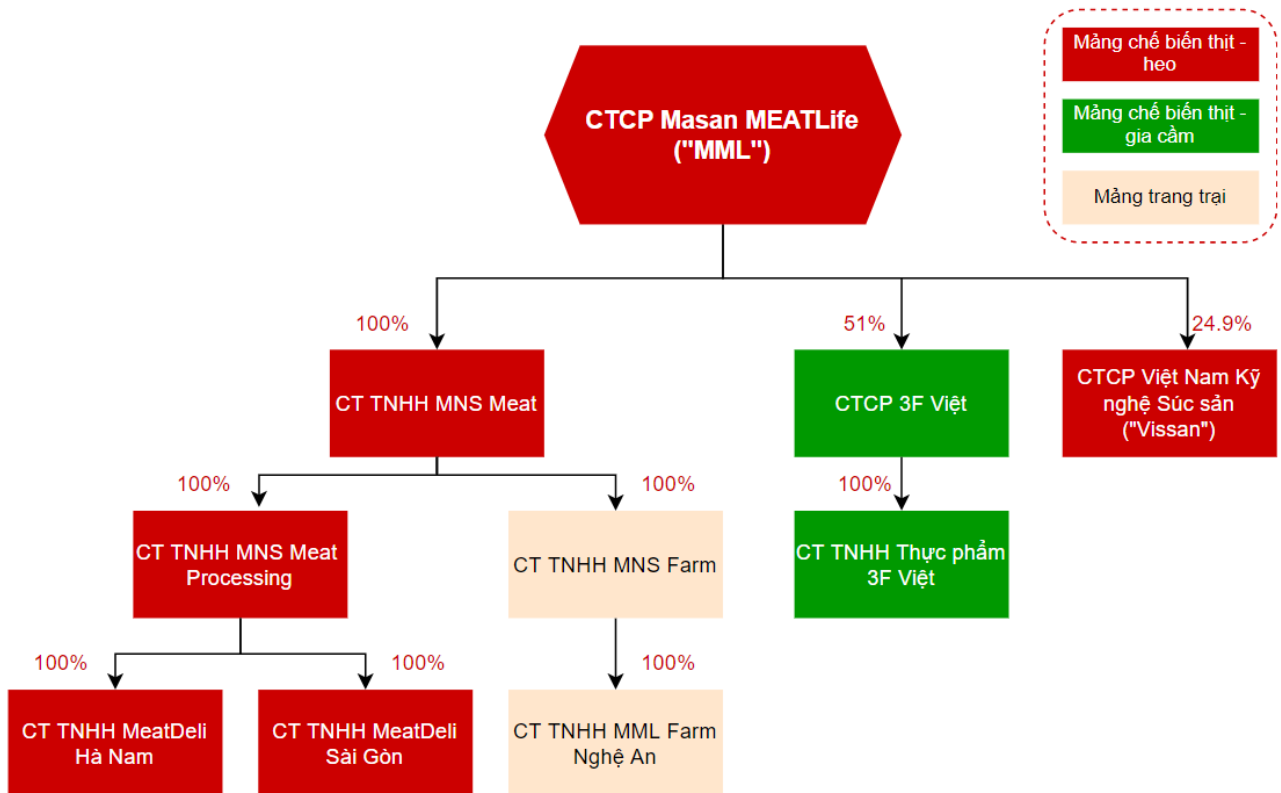 Mảng chế biến thịt -
heo
Mảng chế biến thịt -
gia cầm
Mảng trang trại
CTCP Masan MEATLife
("MML")
100%
51%
24.9%
CT TNHH MNS Meat
CTCP 3F Việt
CTCP Việt Nam Kỹ
nghệ Súc sản
("Vissan")
100%
100%
100%
CT TNHH MNS Meat
Processing
CT TNHH MNS Farm
CT TNHH Thực phẩm
3F Việt
100%
100%
100%
CT TNHH MeatDeli
Hà Nam
CT TNHH MeatDeli
Sài Gòn
CT TNHH MML Farm
Nghệ An